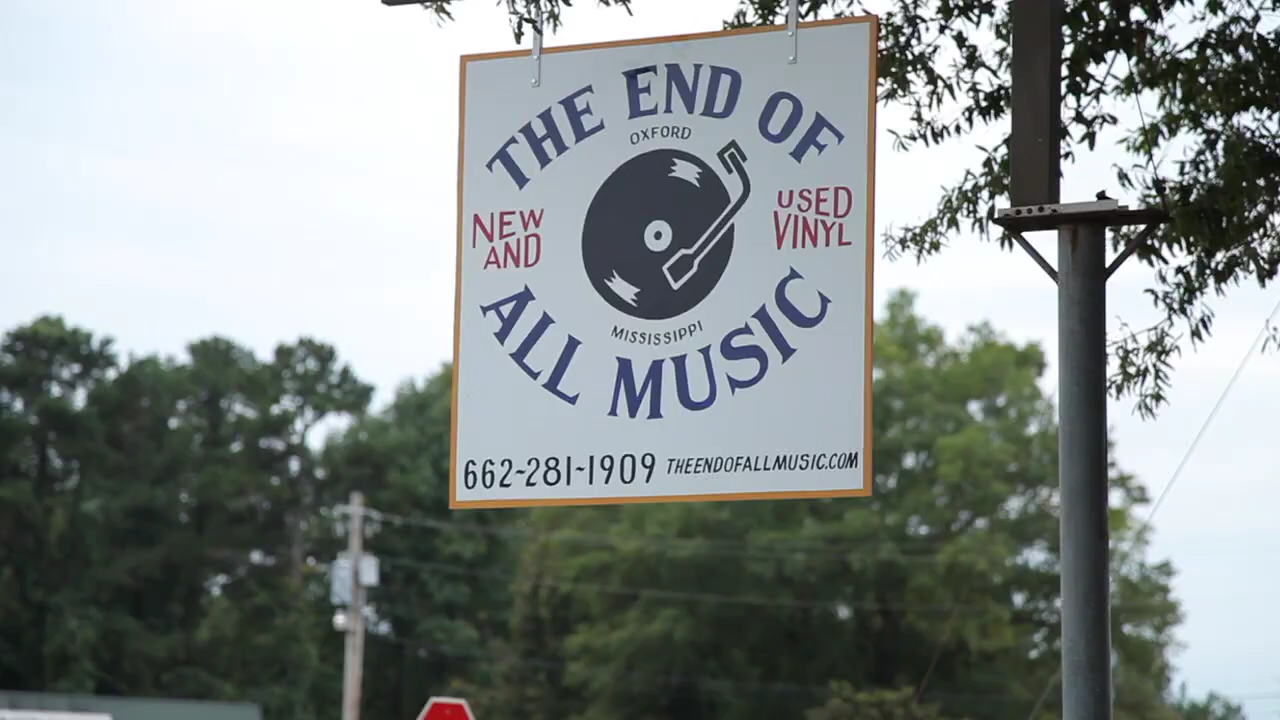 THE END OF
OXFORD
NEW AND
USED VINYL
MISSISSIPPI
ALL MUSIC
662-281-1909 THEENDOFALLMUSIC.COM